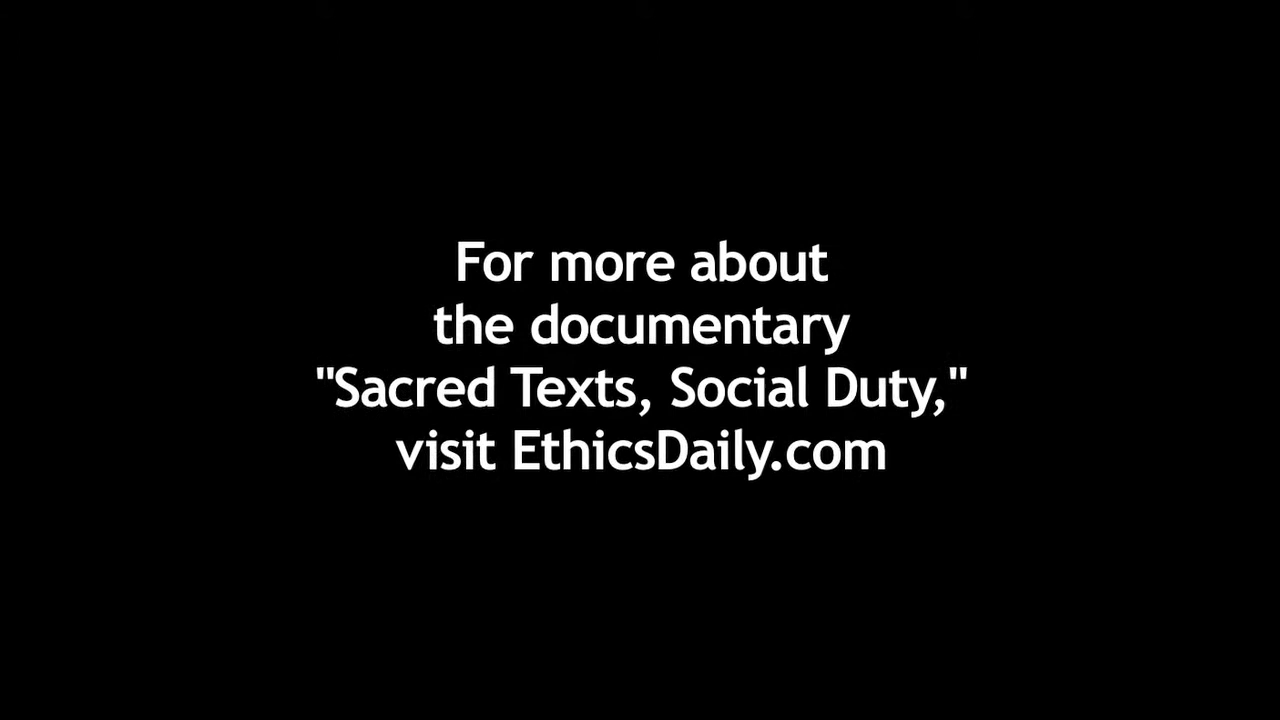 For more about
the documentary
"Sacred Texts, Social Duty,"
visit EthicsDaily.com